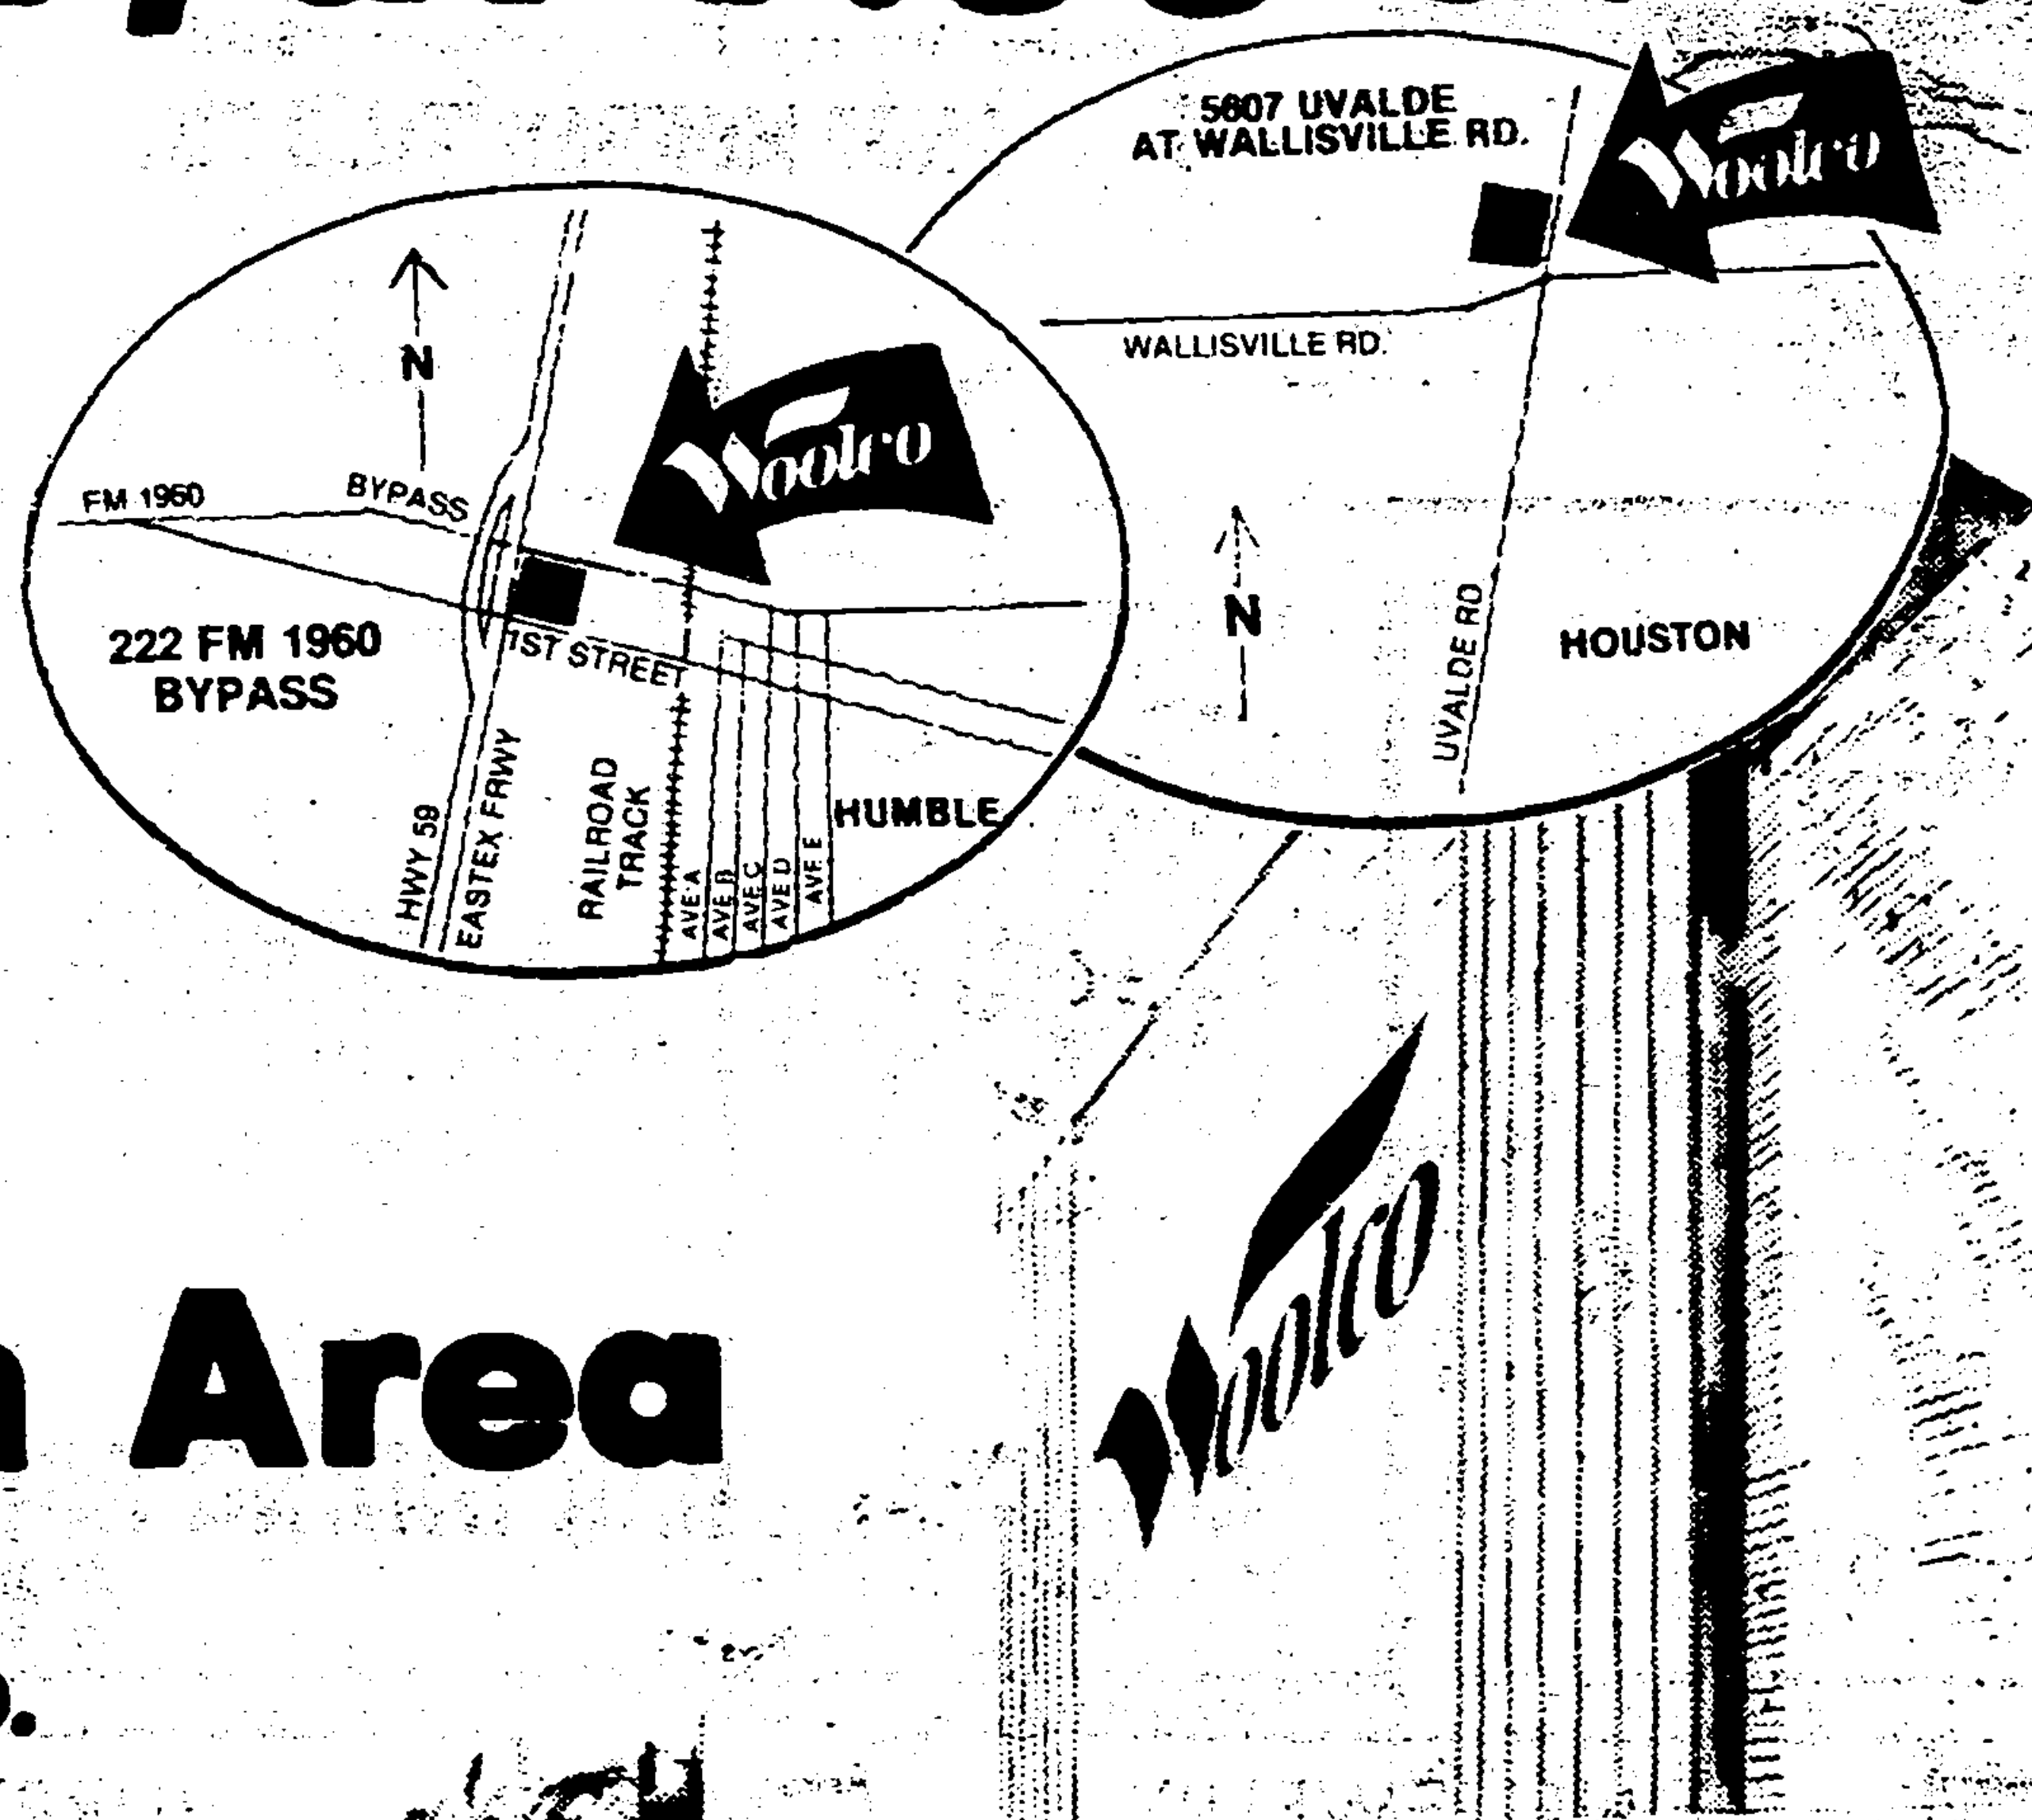 5607 UVALDE
AT WALLISVILLE RD.
Woolco
WALLISVILLE RD.
N
UVALDE RD
HOUSTON
N
Woolco
FM 1960
BYPASS
222 FM 1960
BYPASS
1ST STREET
HWY 59
EASTEX FRWY
RAILROAD
TRACK
AVE A
AVE B
AVE C
AVE D
AVE E
HUMBLE
Woolco
Area